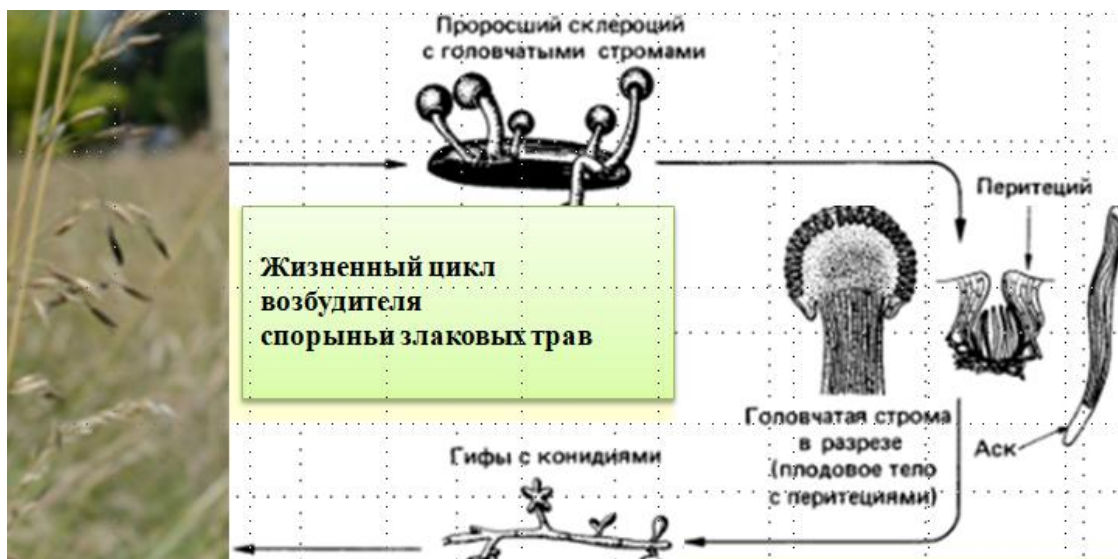 Проросший склероций
с головчатыми стромами
Перитеций
Жизненный цикл
возбудителя
спорыньи злаковых трав
Головчатая строма
в разрезе
(плодовое тело
с перитециями)
Аск
Гифы с конидиями